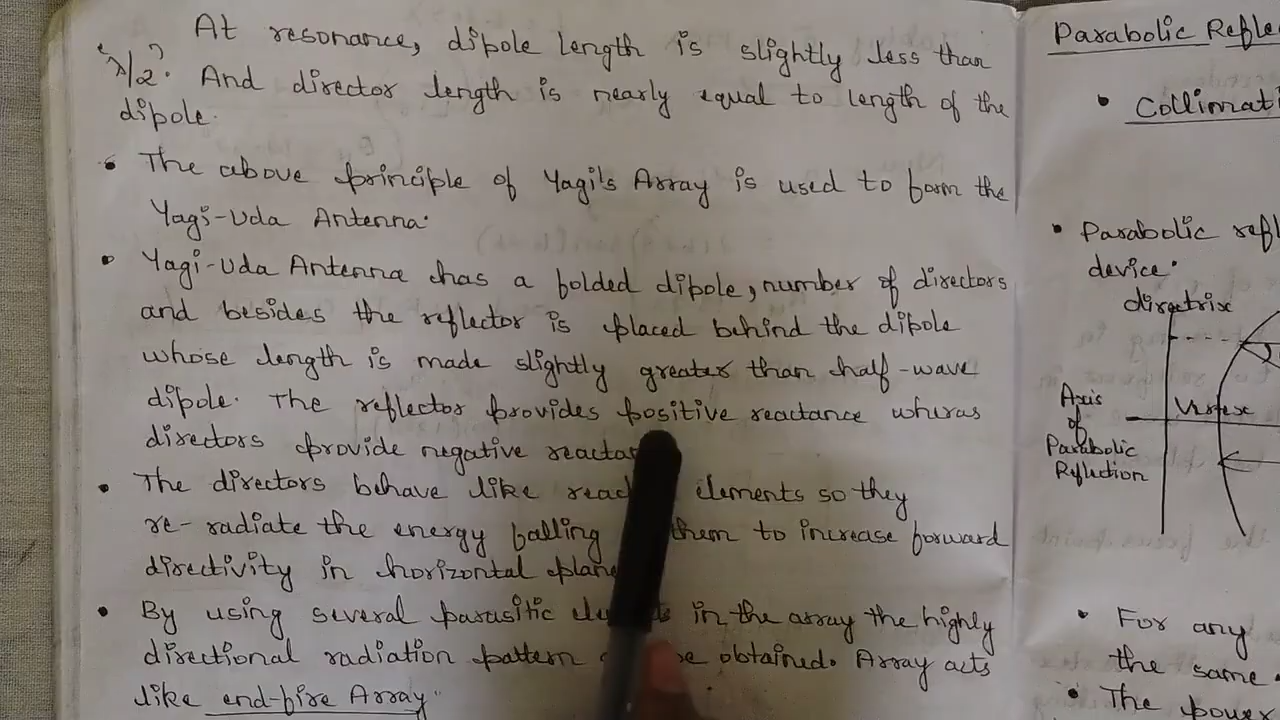 At resonance, dipole length is slightly less than
'λ/2'. And director length is nearly equal to length of the
dipole.
• The above principle of Yagi's Array is used to form the
Yagi-Uda Antenna.
• Yagi-Uda Antenna has a folded dipole, number of directors
and besides the reflector is placed behind the dipole
whose length is made slightly greater than half-wave
dipole. The reflector provides positive reactance wheras
directors provide negative reactan
• The directors behave like reac elements so they
re-radiate the energy falling them to increase forward
directivity in horizontal plane
• By using several parasitic in the array the highly
directional radiation pattern be obtained. Array acts
like end-fire Array"
Parabolic Refle
• Collimati
• Parabolic refl
device.
directrix
Axis
of
Parabolic
Reflection
Vertex
• For any
the same.
• The power